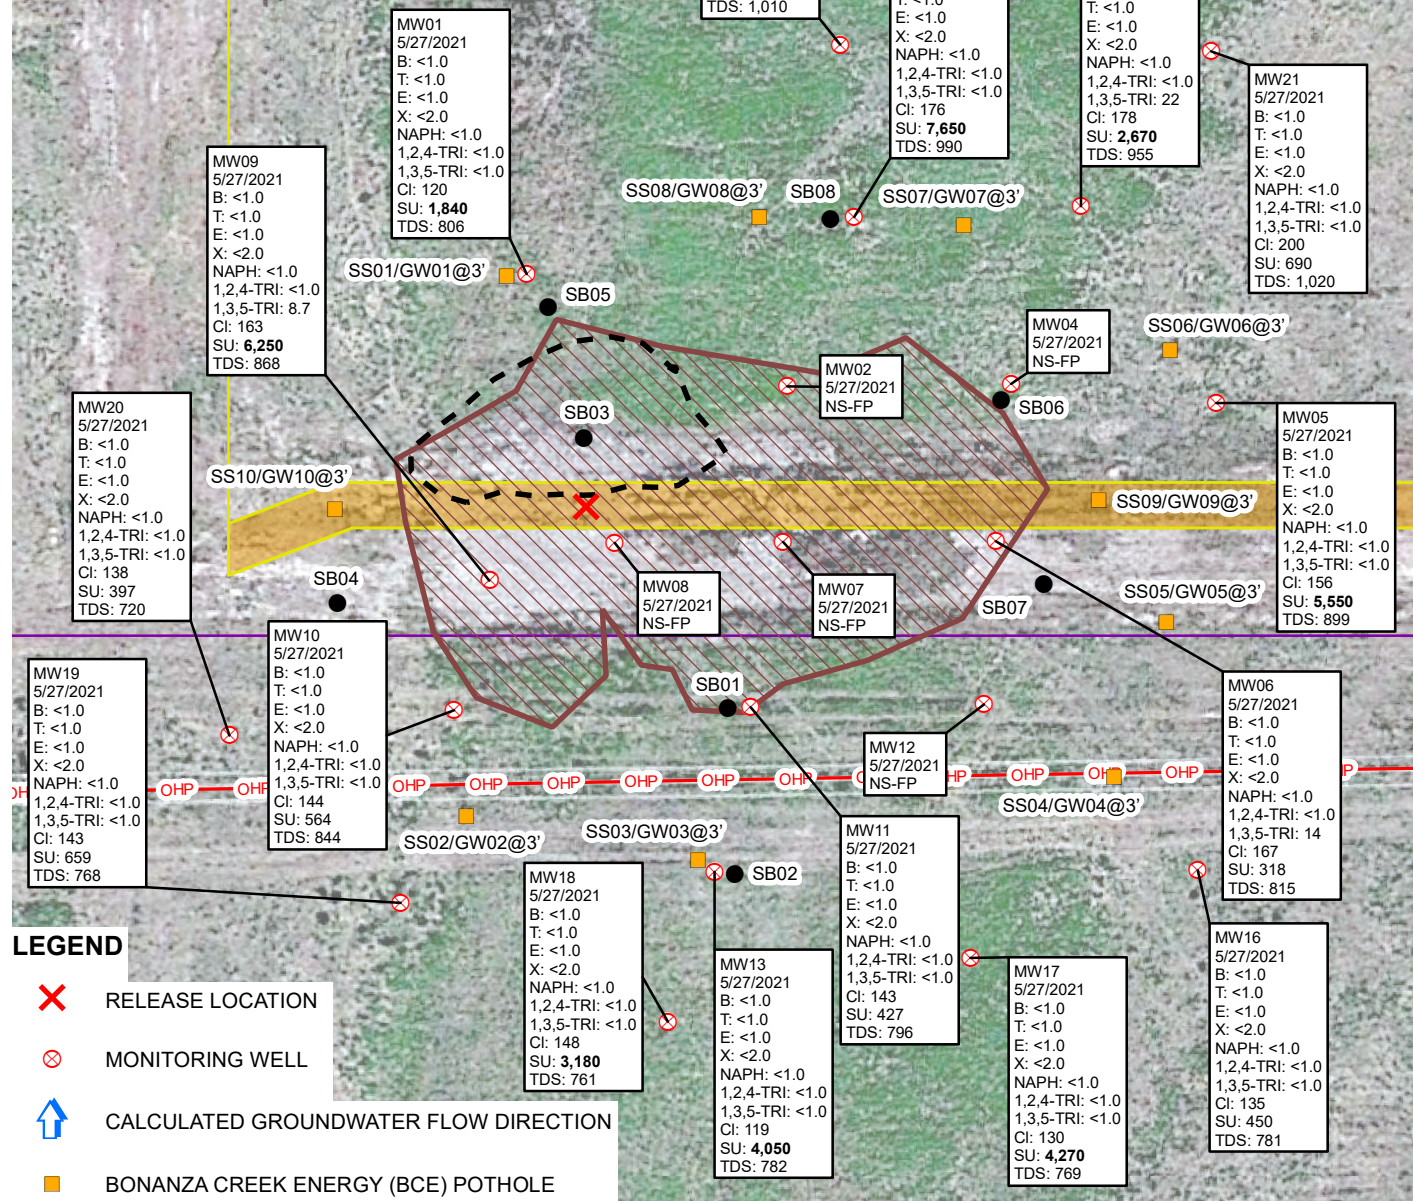 TDS: 1,010
T: <1.0
E: <1.0
X: <2.0
NAPH: <1.0
1,2,4-TRI: <1.0
1,3,5-TRI: <1.0
Cl: 176
SU: 7,650
TDS: 990
T: <1.0
E: <1.0
X: <2.0
NAPH: <1.0
1,2,4-TRI: <1.0
1,3,5-TRI: 22
Cl: 178
SU: 2,670
TDS: 955
MW01
5/27/2021
B: <1.0
T: <1.0
E: <1.0
X: <2.0
NAPH: <1.0
1,2,4-TRI: <1.0
1,3,5-TRI: <1.0
Cl: 120
SU: 1,840
TDS: 806
MW21
5/27/2021
B: <1.0
T: <1.0
E: <1.0
X: <2.0
NAPH: <1.0
1,2,4-TRI: <1.0
1,3,5-TRI: <1.0
Cl: 200
SU: 690
TDS: 1,020
MW09
5/27/2021
B: <1.0
T: <1.0
E: <1.0
X: <2.0
NAPH: <1.0
1,2,4-TRI: <1.0
1,3,5-TRI: 8.7
Cl: 163
SU: 6,250
TDS: 868
SS08/GW08@3'
SB08
SS07/GW07@3'
SS01/GW01@3'
SB05
MW04
5/27/2021
NS-FP
SS06/GW06@3'
MW02
5/27/2021
NS-FP
SB06
SB03
MW20
5/27/2021
B: <1.0
T: <1.0
E: <1.0
X: <2.0
NAPH: <1.0
1,2,4-TRI: <1.0
1,3,5-TRI: <1.0
Cl: 138
SU: 397
TDS: 720
MW05
5/27/2021
B: <1.0
T: <1.0
E: <1.0
X: <2.0
NAPH: <1.0
1,2,4-TRI: <1.0
1,3,5-TRI: <1.0
Cl: 156
SU: 5,550
TDS: 899
SS10/GW10@3'
SS09/GW09@3'
SB04
MW08
5/27/2021
NS-FP
MW07
5/27/2021
NS-FP
SB07
SS05/GW05@3'
MW10
5/27/2021
B: <1.0
T: <1.0
E: <1.0
X: <2.0
NAPH: <1.0
1,2,4-TRI: <1.0
1,3,5-TRI: <1.0
Cl: 144
SU: 564
TDS: 844
MW19
5/27/2021
B: <1.0
T: <1.0
E: <1.0
X: <2.0
NAPH: <1.0
1,2,4-TRI: <1.0
1,3,5-TRI: <1.0
Cl: 143
SU: 659
TDS: 768
SB01
MW06
5/27/2021
B: <1.0
T: <1.0
E: <1.0
X: <2.0
NAPH: <1.0
1,2,4-TRI: <1.0
1,3,5-TRI: 14
Cl: 167
SU: 318
TDS: 815
MW12
5/27/2021
NS-FP
OHP OHP OHP OHP OHP OHP OHP OHP OHP OHP OHP
SS04/GW04@3'
SS02/GW02@3'
SS03/GW03@3'
SB02
MW11
5/27/2021
B: <1.0
T: <1.0
E: <1.0
X: <2.0
NAPH: <1.0
1,2,4-TRI: <1.0
1,3,5-TRI: <1.0
Cl: 143
SU: 427
TDS: 796
MW18
5/27/2021
B: <1.0
T: <1.0
E: <1.0
X: <2.0
NAPH: <1.0
1,2,4-TRI: <1.0
1,3,5-TRI: <1.0
Cl: 148
SU: 3,180
TDS: 761
MW13
5/27/2021
B: <1.0
T: <1.0
E: <1.0
X: <2.0
NAPH: <1.0
1,2,4-TRI: <1.0
1,3,5-TRI: <1.0
Cl: 119
SU: 4,050
TDS: 782
MW17
5/27/2021
B: <1.0
T: <1.0
E: <1.0
X: <2.0
NAPH: <1.0
1,2,4-TRI: <1.0
1,3,5-TRI: <1.0
Cl: 130
SU: 4,270
TDS: 769
MW16
5/27/2021
B: <1.0
T: <1.0
E: <1.0
X: <2.0
NAPH: <1.0
1,2,4-TRI: <1.0
1,3,5-TRI: <1.0
Cl: 135
SU: 450
TDS: 781
LEGEND
RELEASE LOCATION
MONITORING WELL
CALCULATED GROUNDWATER FLOW DIRECTION
BONANZA CREEK ENERGY (BCE) POTHOLE